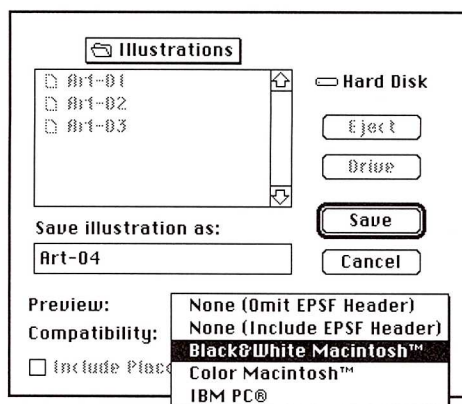 Illustrations
Art-01
Art-02
Art-03
Hard Disk
Eject
Drive
Save
Cancel
Save illustration as:
Art-04
Preview:
Compatibility:
None (Omit EPSF Header)
None (Include EPSF Header)
Black&White Macintosh™
Color Macintosh™
IBM PC®
Include